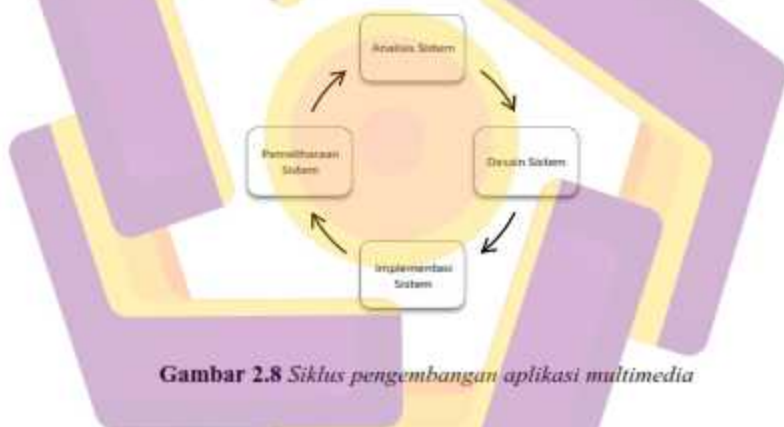 Analisis Sistem
Pemeliharaan
Sistem
Desain Sistem
Implementasi
Sistem
Gambar 2.8 Siklus pengembangan aplikasi multimedia